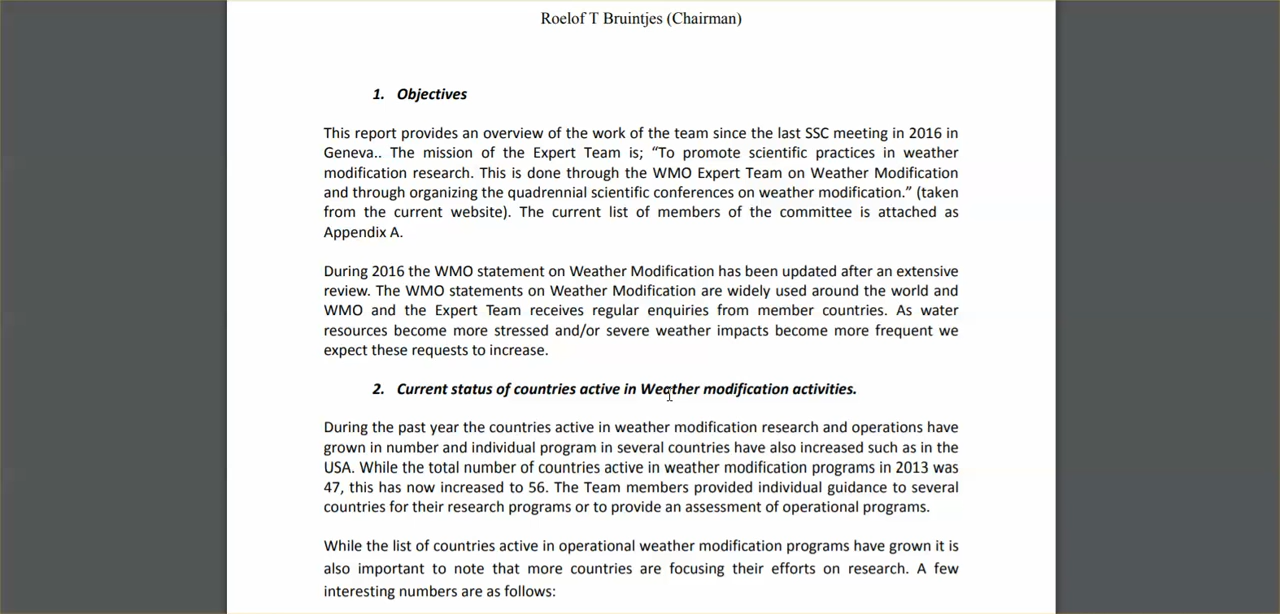 Roelof T Bruintjes (Chairman)
1. Objectives
This report provides an overview of the work of the team since the last SSC meeting in 2016 in
Geneva.. The mission of the Expert Team is; “To promote scientific practices in weather
modification research. This is done through the WMO Expert Team on Weather Modification
and through organizing the quadrennial scientific conferences on weather modification.” (taken
from the current website). The current list of members of the committee is attached as
Appendix A.
During 2016 the WMO statement on Weather Modification has been updated after an extensive
review. The WMO statements on Weather Modification are widely used around the world and
WMO and the Expert Team receives regular enquiries from member countries. As water
resources become more stressed and/or severe weather impacts become more frequent we
expect these requests to increase.
2. Current status of countries active in Weather modification activities.
During the past year the countries active in weather modification research and operations have
grown in number and individual program in several countries have also increased such as in the
USA. While the total number of countries active in weather modification programs in 2013 was
47, this has now increased to 56. The Team members provided individual guidance to several
countries for their research programs or to provide an assessment of operational programs.
While the list of countries active in operational weather modification programs have grown it is
also important to note that more countries are focusing their efforts on research. A few
interesting numbers are as follows: